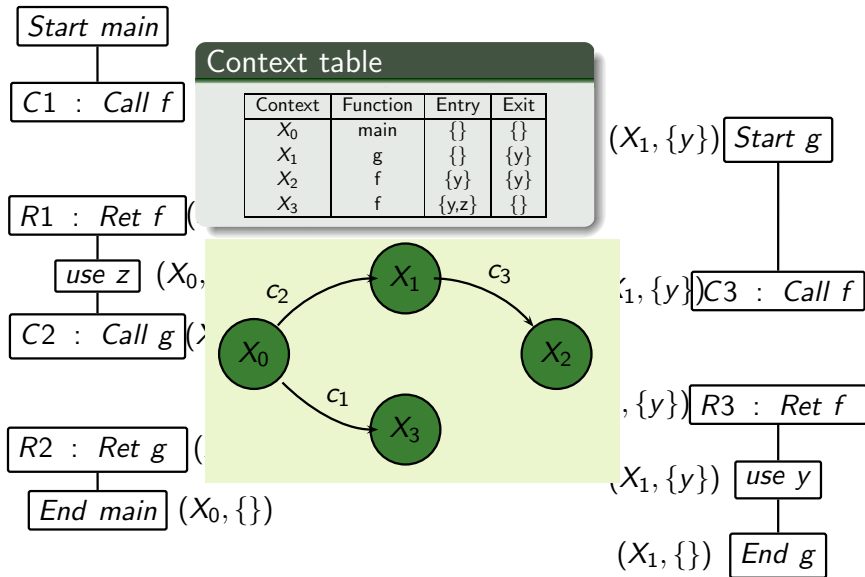 Start main
C1 : Call f
R1 : Ret f (
use z (X0,
C2 : Call g (X
R2 : Ret g (
End main (X0, {})
Context table
Context Function Entry Exit
X0 main {} {}
X1 g {} {y}
X2 f {y} {y}
X3 f {y,z} {}
X0
c2
X1
c3
X2
c1
X3
(X1, {y}) Start g
1, {y}) C3 : Call f
, {y}) R3 : Ret f
(X1, {y}) use y
(X1, {}) End g